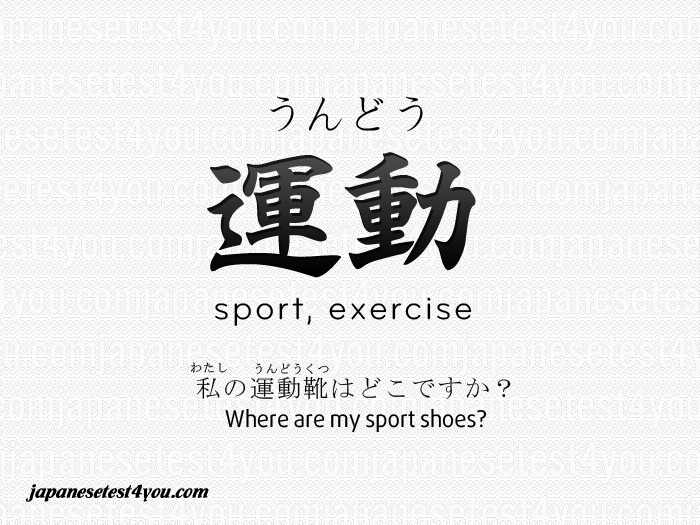 うんどう
運動
sport, exercise
わたし うんどうくつ
私の運動靴はどこですか？
Where are my sport shoes?
japanesetest4you.com